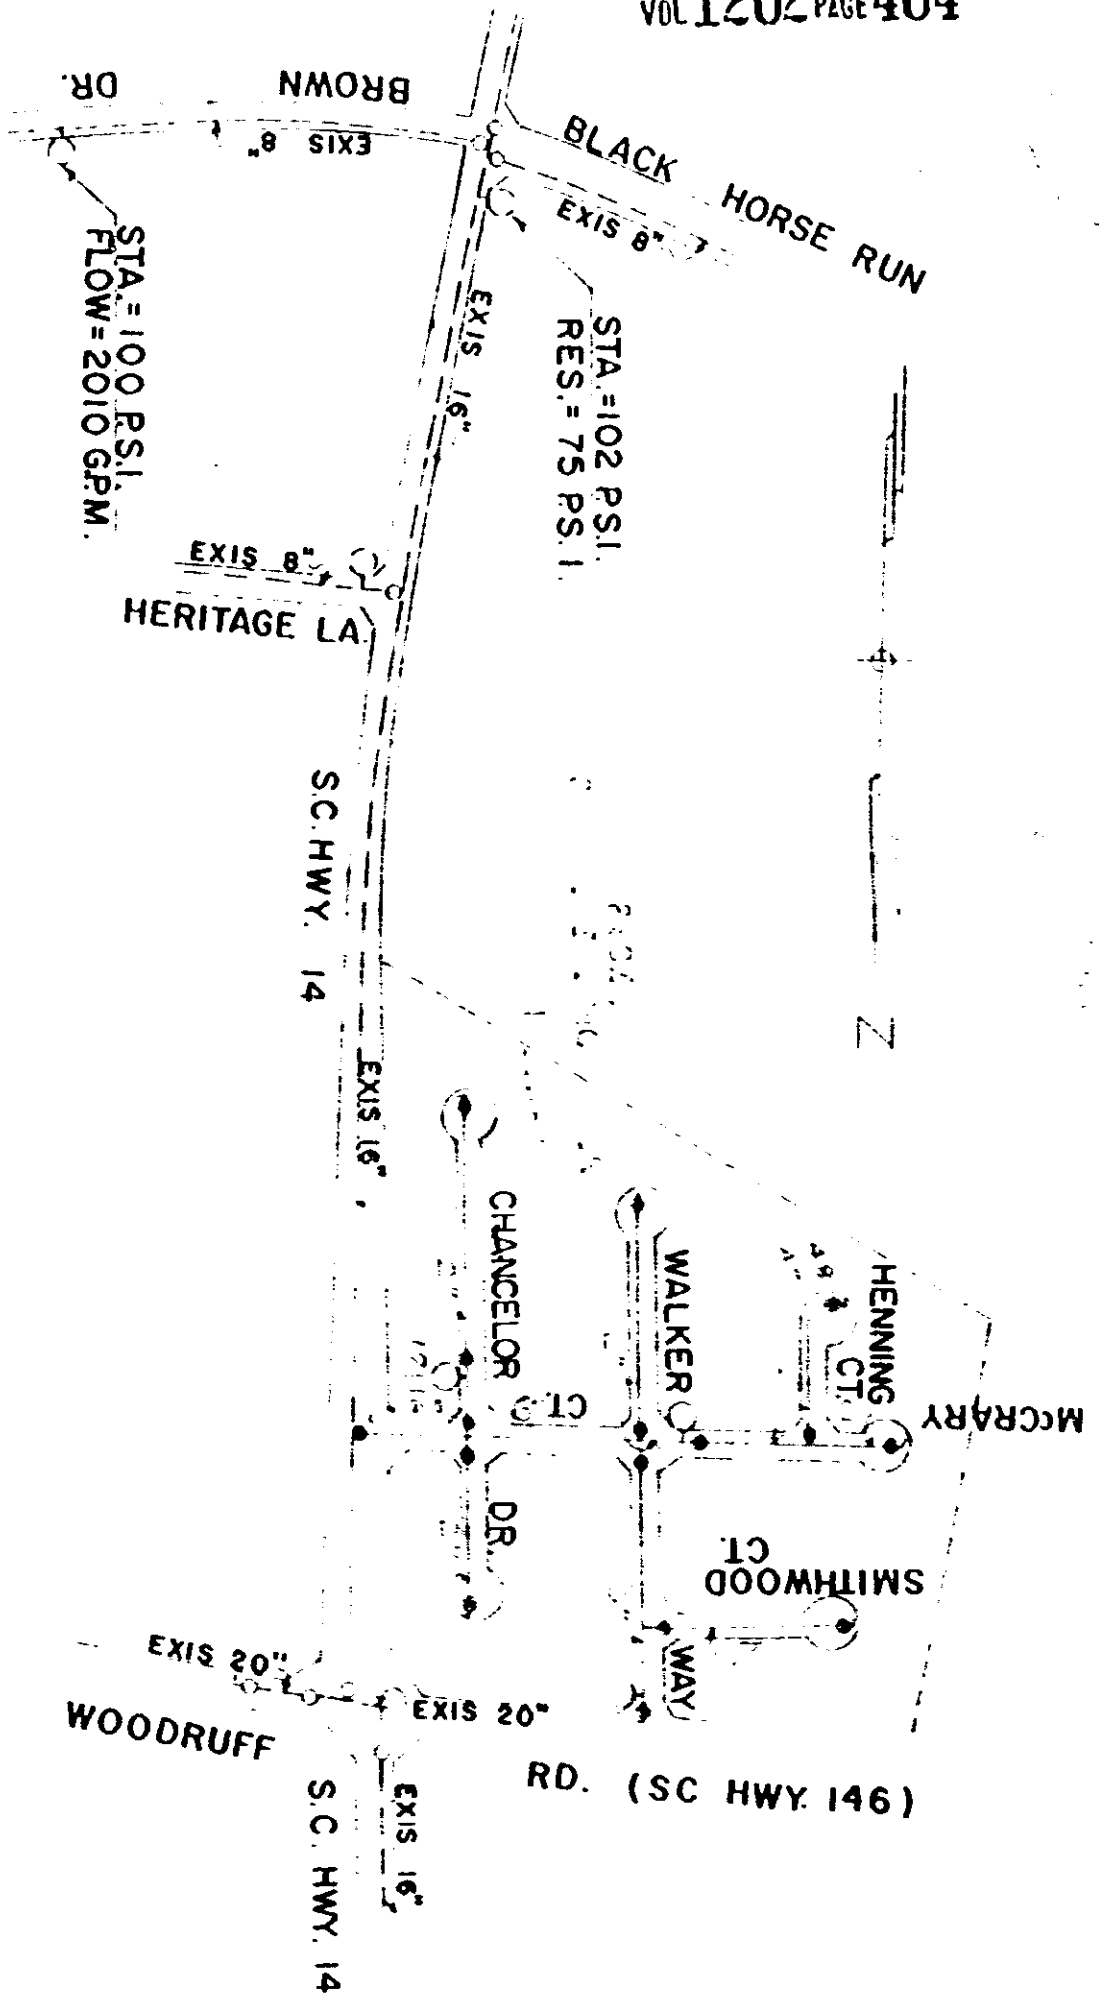 VOL 1202 PAGE 404
BROWN DR.
EXIS 8"
BLACK HORSE RUN
EXIS 8"
STA.=100 P.S.I.
FLOW=2010 G.P.M.
STA.=102 P.S.I.
RES.=75 P.S.I.
EXIS 16"
EXIS 8"
HERITAGE LA.
S.C. HWY. 14
N
EXIS 16"
CHANCELOR DR.
WALKER WAY
HENNING CT.
McCRARY CT.
SMITHWOOD CT.
EXIS 20"
EXIS 20"
WOODRUFF RD. (SC HWY. 146)
EXIS 16"
S.C. HWY. 14